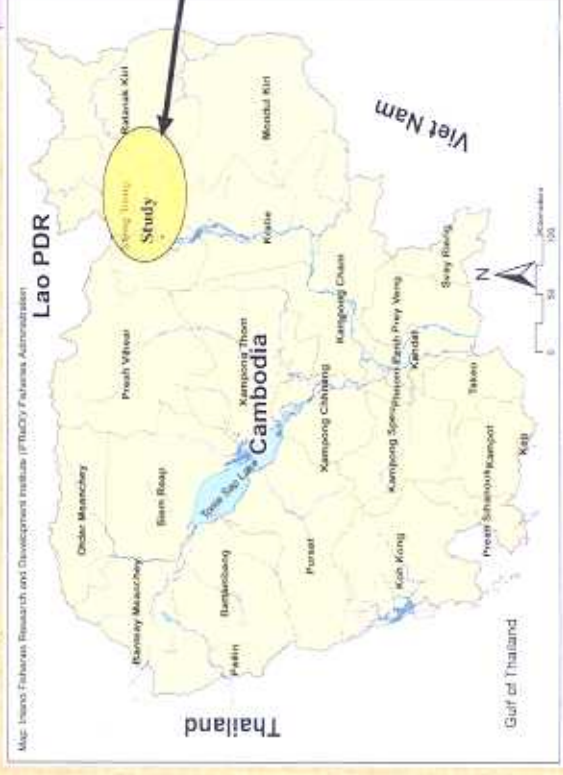 Map: Inland Fisheries Research and Development Institute (IFReDI)/ Fisheries Administration
Lao PDR
Thailand
Viet Nam
Gulf of Thailand
Cambodia
Tonle Sap Lake
Study
Otdar Meanchey
Banteay Meanchey
Siem Reap
Preah Vihear
Stung Treng
Ratanak Kiri
Mondul Kiri
Battambang
Pailin
Pursat
Kampong Thom
Kratie
Kampong Chhnang
Kampong Cham
Koh Kong
Kampong Speu
Phnom Penh
Prey Veng
Kandal
Svay Rieng
Takeo
Kampot
Preah Sihanouk
Kep
N
0 50 100
Kilometers